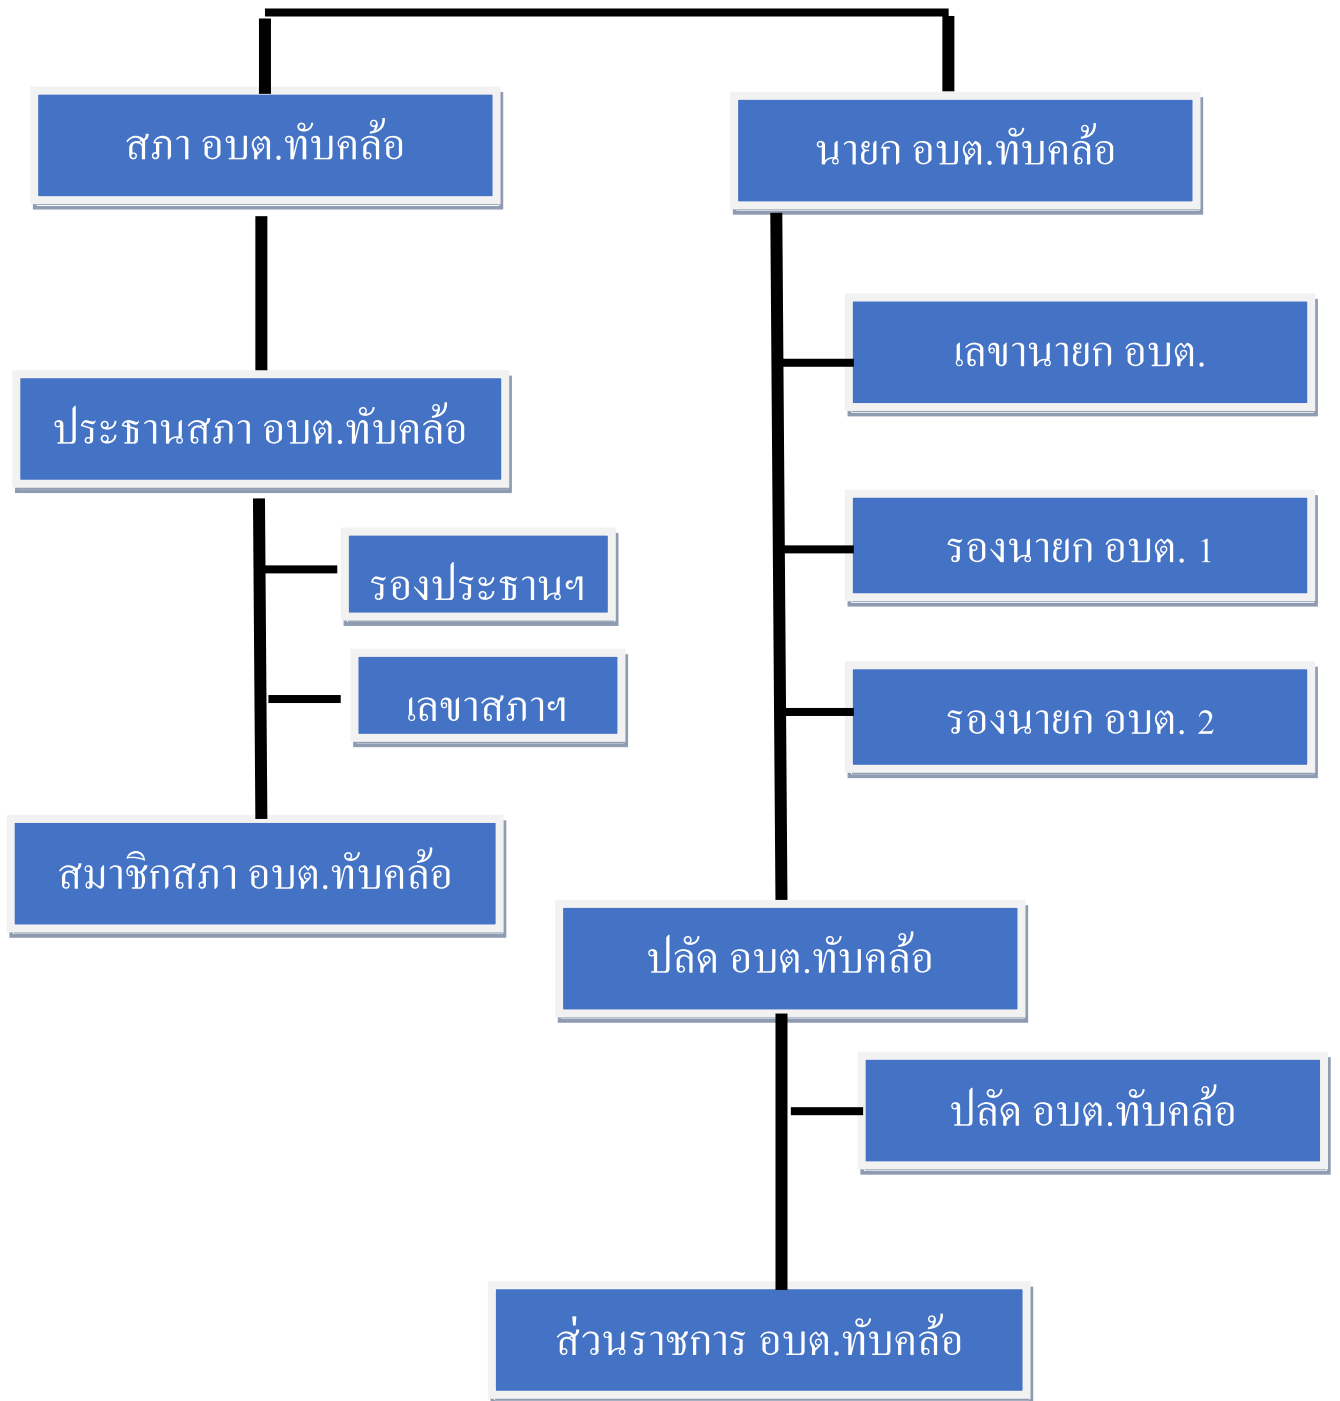 สภา อบต.ทับคล้อ
นายก อบต.ทับคล้อ
เลขานายก อบต.
ประธานสภา อบต.ทับคล้อ
รองนายก อบต. 1
รองประธานฯ
เลขาสภาฯ
รองนายก อบต. 2
สมาชิกสภา อบต.ทับคล้อ
ปลัด อบต.ทับคล้อ
ปลัด อบต.ทับคล้อ
ส่วนราชการ อบต.ทับคล้อ